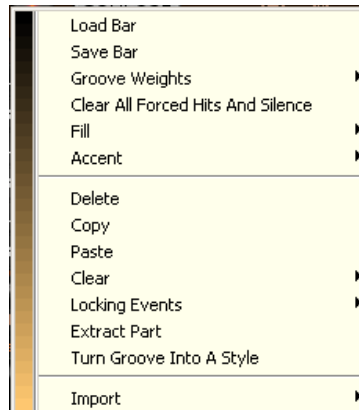 Load Bar
Save Bar
Groove Weights
Clear All Forced Hits And Silence
Fill
Accent
Delete
Copy
Paste
Clear
Locking Events
Extract Part
Turn Groove Into A Style
Import